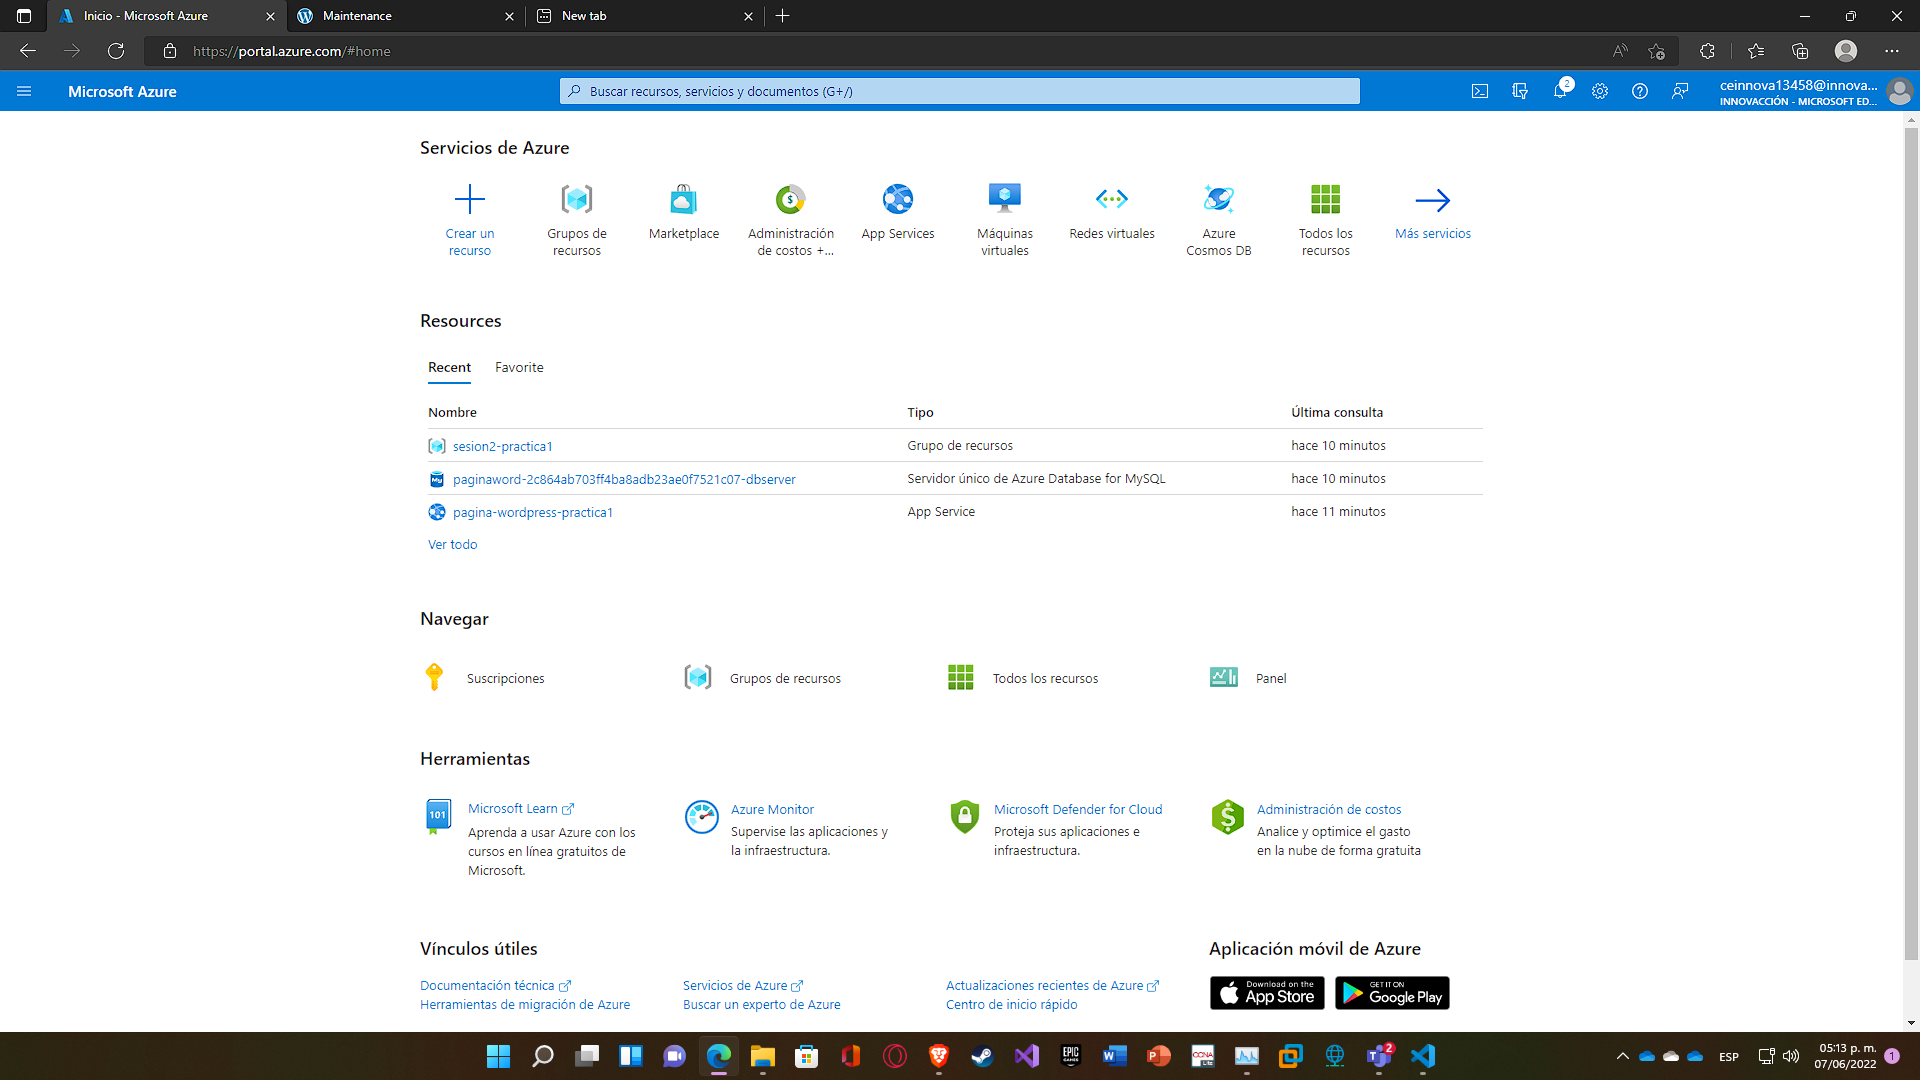 Inicio - Microsoft Azure
Maintenance
New tab
https://portal.azure.com/#home
Microsoft Azure
Buscar recursos, servicios y documentos (G+/)
2
ceinnova13458@innova...
INNOVACCIÓN - MICROSOFT ED...
Servicios de Azure
Crear un recurso
Grupos de recursos
Marketplace
Administración de costos +...
App Services
Máquinas virtuales
Redes virtuales
Azure Cosmos DB
Todos los recursos
Más servicios
Resources
Recent
Favorite
Nombre Tipo Última consulta
sesion2-practica1 Grupo de recursos hace 10 minutos
paginaword-2c864ab703ff4ba8adb23ae0f7521c07-dbserver Servidor único de Azure Database for MySQL hace 10 minutos
pagina-wordpress-practica1 App Service hace 11 minutos
Ver todo
Navegar
Suscripciones
Grupos de recursos
Todos los recursos
Panel
Herramientas
101
Microsoft Learn
Aprenda a usar Azure con los
cursos en línea gratuitos de
Microsoft.
Azure Monitor
Supervise las aplicaciones y
la infraestructura.
Microsoft Defender for Cloud
Proteja sus aplicaciones e
infraestructura.
Administración de costos
Analice y optimice el gasto
en la nube de forma gratuita
Vínculos útiles
Documentación técnica
Herramientas de migración de Azure
Servicios de Azure
Buscar un experto de Azure
Actualizaciones recientes de Azure
Centro de inicio rápido
Aplicación móvil de Azure
Download on the
App Store
GET IT ON
Google Play
EPIC
GAMES
CCNA
2
ESP
05:13 p. m.
07/06/2022
1